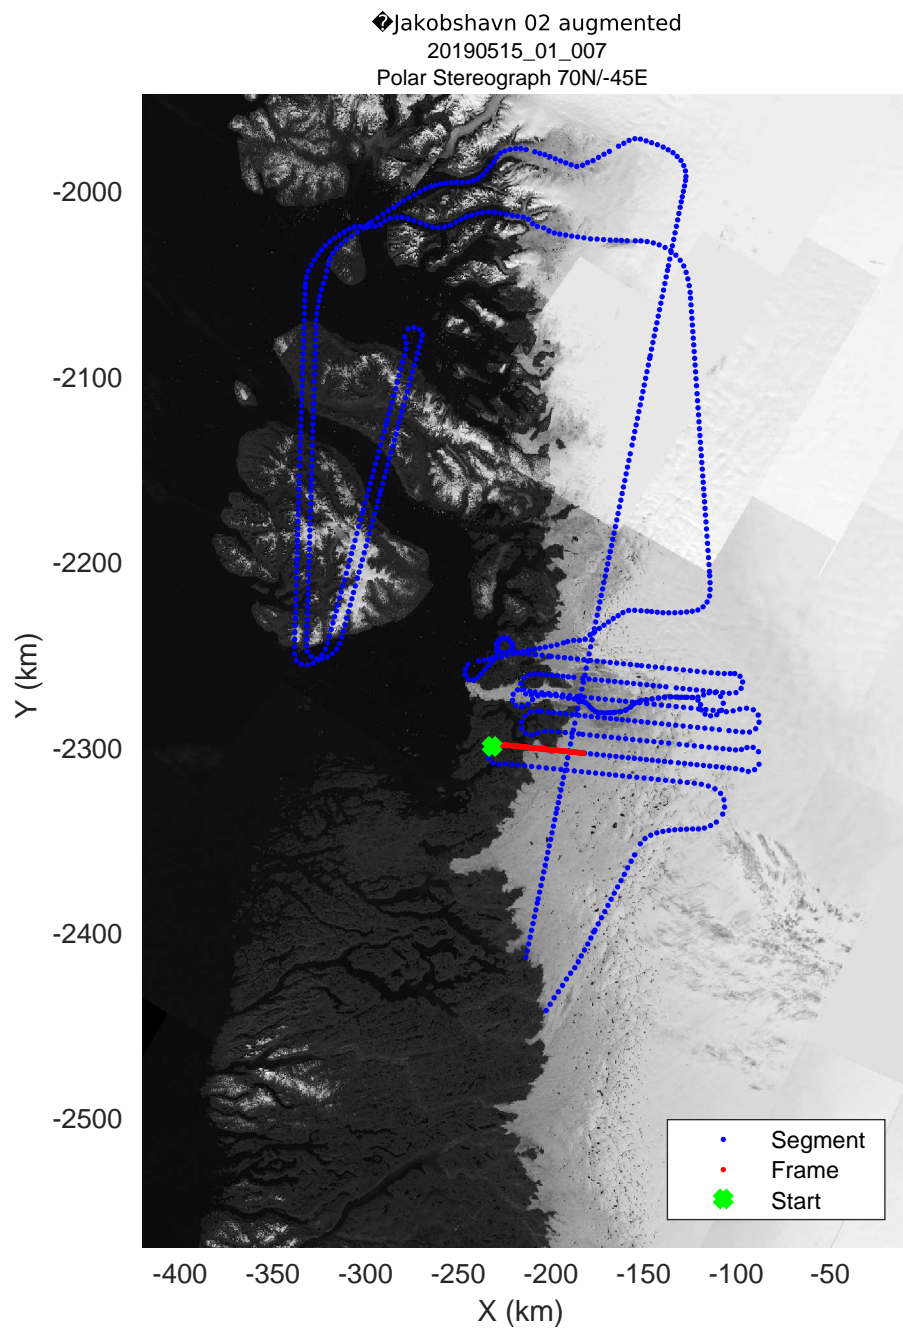 �Jakobshavn 02 augmented
20190515_01_007
Polar Stereograph 70N/-45E
-2000
-2100
-2200
-2300
-2400
-2500
Y (km)
Segment
Frame
Start
-400 -350 -300 -250 -200 -150 -100 -50
X (km)